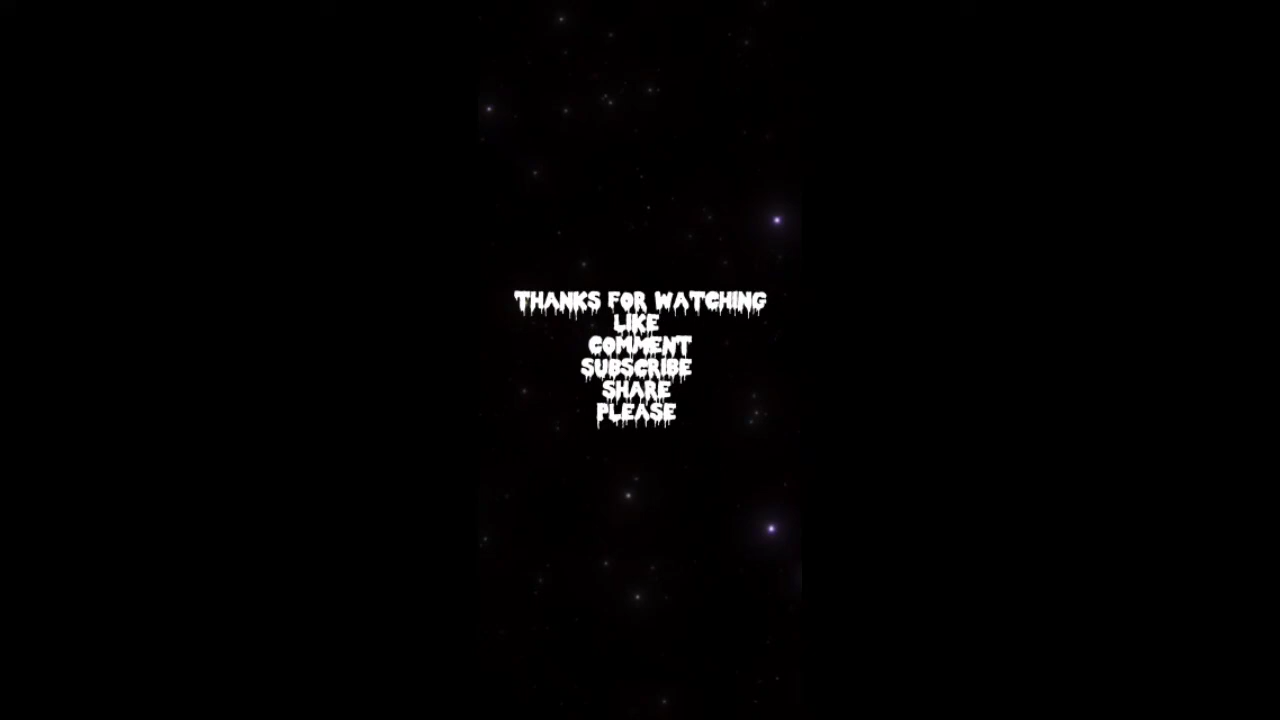 THANKS FOR WATCHING
LIKE
COMMENT
SUBSCRIBE
SHARE
PLEASE